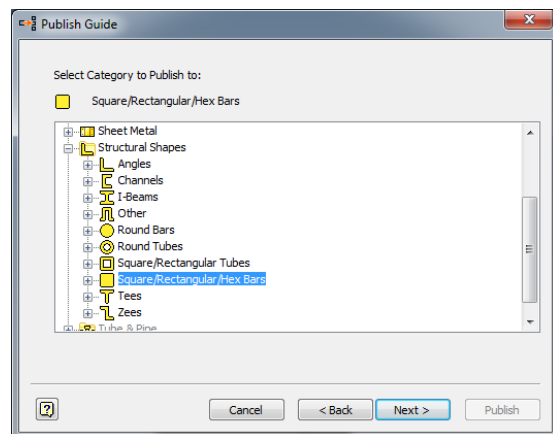 Publish Guide
Select Category to Publish to:
Square/Rectangular/Hex Bars
Sheet Metal
Structural Shapes
Angles
Channels
I-Beams
Other
Round Bars
Round Tubes
Square/Rectangular Tubes
Square/Rectangular/Hex Bars
Tees
Zees
Tube & Pipe
Cancel
< Back
Next >
Publish